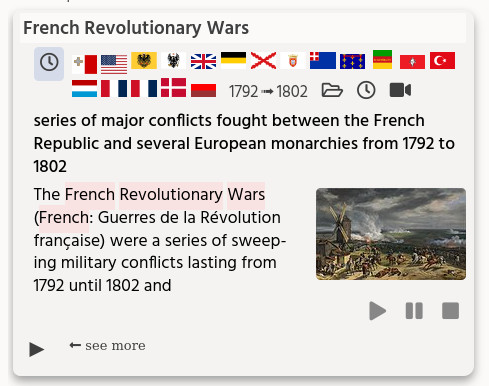 French Revolutionary Wars
1792 ➟ 1802
series of major conflicts fought between the French
Republic and several European monarchies from 1792 to
1802
The French Revolutionary Wars
(French: Guerres de la Révolution
française) were a series of sweep-
ing military conflicts lasting from
1792 until 1802 and
← see more